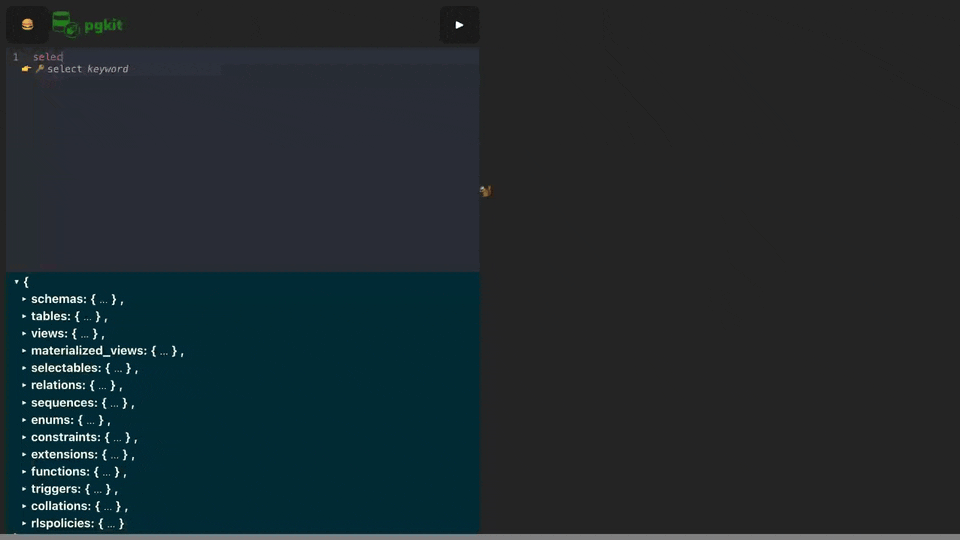 pgkit
1 selec
select keyword
{
schemas: { ... } ,
tables: { ... } ,
views: { ... } ,
materialized_views: { ... } ,
selectables: { ... } ,
relations: { ... } ,
sequences: { ... } ,
enums: { ... } ,
constraints: { ... } ,
extensions: { ... } ,
functions: { ... } ,
triggers: { ... } ,
collations: { ... } ,
rlspolicies: { ... }